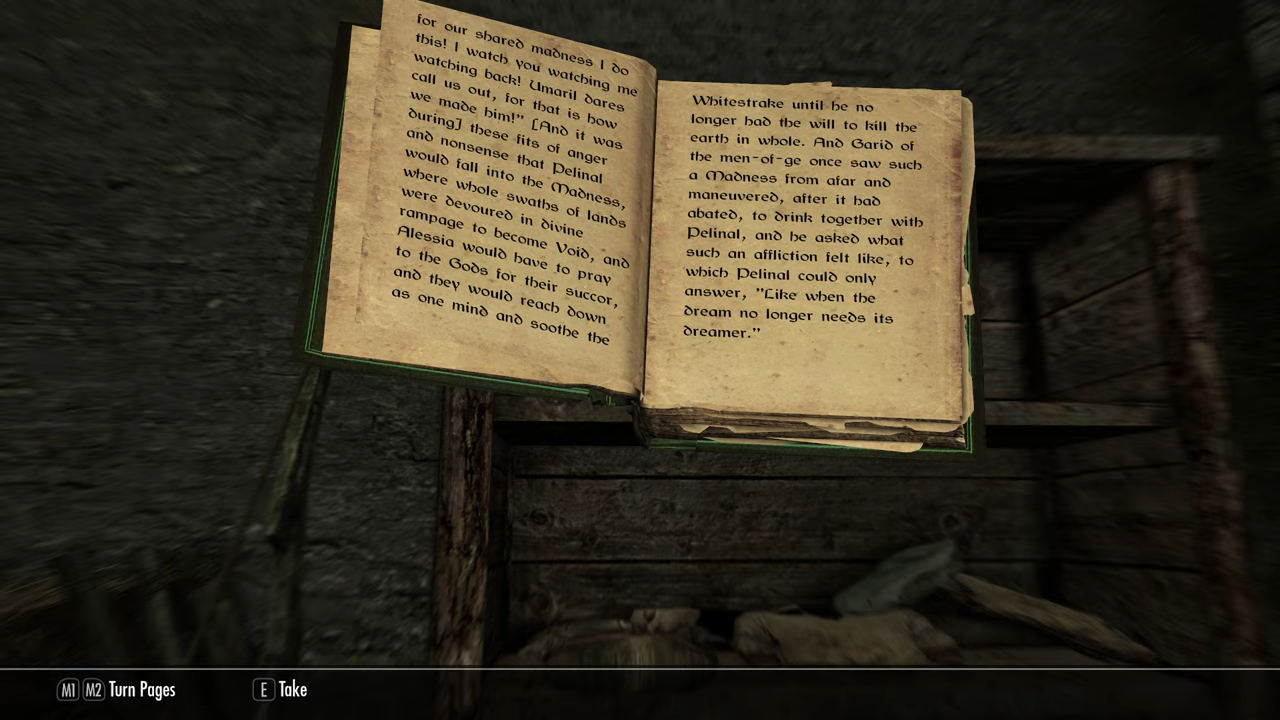 for our shared madness I do
this! I watch you watching me
watching back! Umaril dares
call us out, for that is how
we made him!" [And it was
during] these fits of anger
and nonsense that Pelinal
would fall into the Madness,
where whole swaths of lands
were devoured in divine
rampage to become Void, and
Alessia would have to pray
to the Gods for their succor,
and they would reach down
as one mind and soothe the
Whitestrake until he no
longer had the will to kill the
earth in whole. And Garid of
the men-of-ge once saw such
a Madness from afar and
maneuvered, after it had
abated, to drink together with
Pelinal, and he asked what
such an affliction felt like, to
which Pelinal could only
answer, "Like when the
dream no longer needs its
dreamer."
M1 M2 Turn Pages
E Take